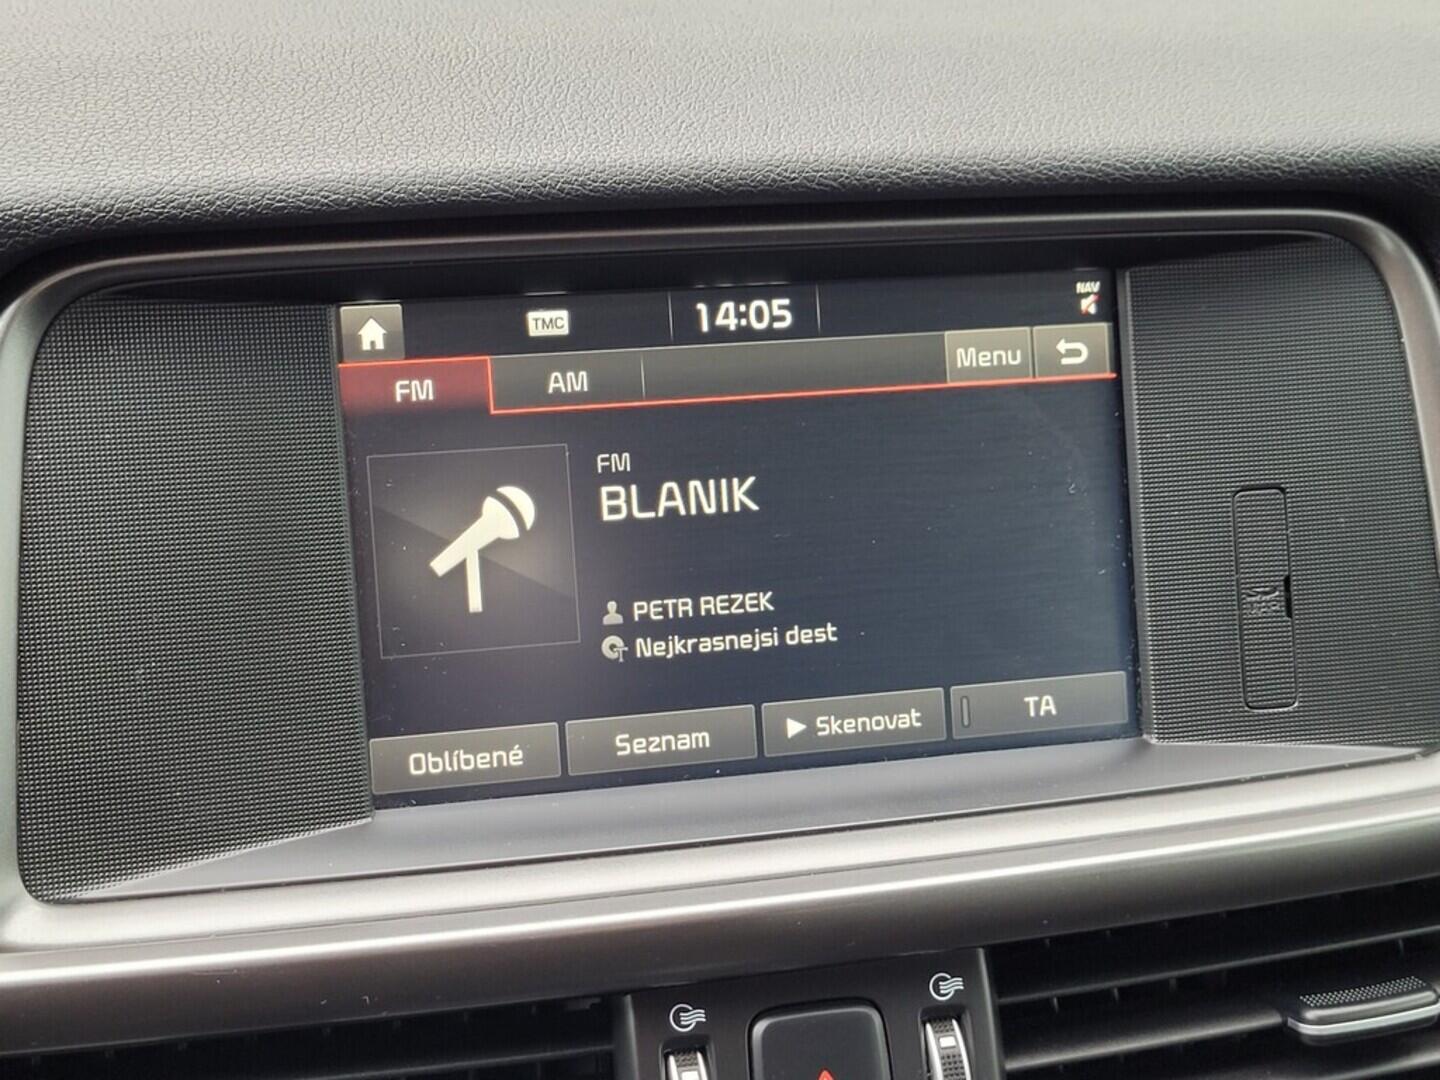 TMC
14:05
NAV
FM
AM
Menu
FM
BLANIK
PETR REZEK
Nejkrasnejsi dest
Oblíbené
Seznam
Skenovat
TA